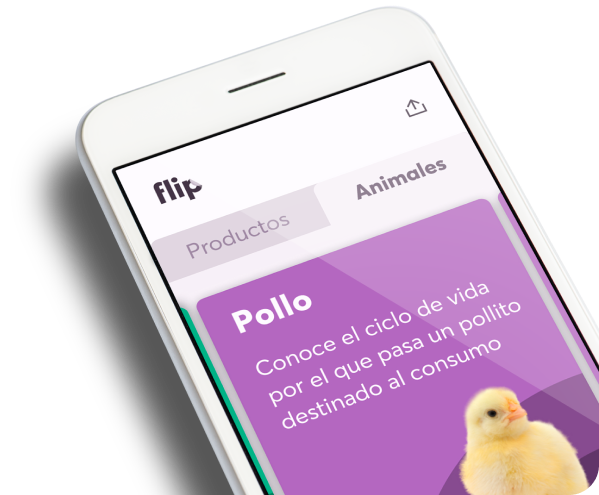 flip
Productos
Animales
Pollo
Conoce el ciclo de vida
por el que pasa un pollito
destinado al consumo